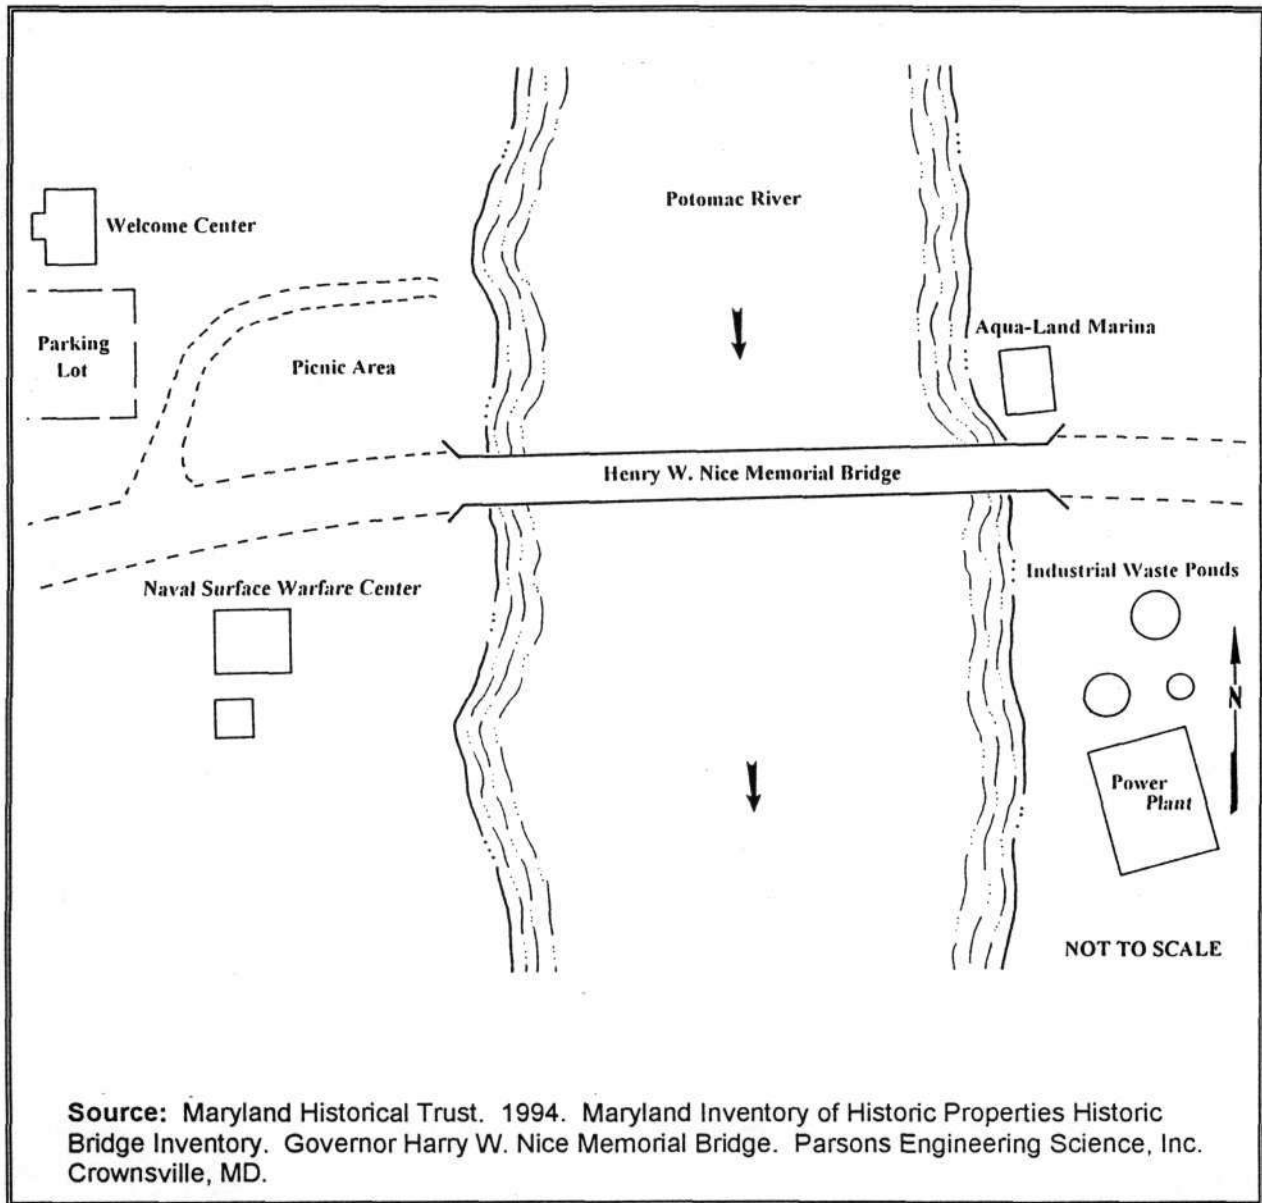 Potomac River
Welcome Center
Parking
Lot
Picnic Area
Aqua-Land Marina
Henry W. Nice Memorial Bridge
Naval Surface Warfare Center
Industrial Waste Ponds
N
Power
Plant
NOT TO SCALE
Source: Maryland Historical Trust. 1994. Maryland Inventory of Historic Properties Historic
Bridge Inventory. Governor Harry W. Nice Memorial Bridge. Parsons Engineering Science, Inc.
Crownsville, MD.